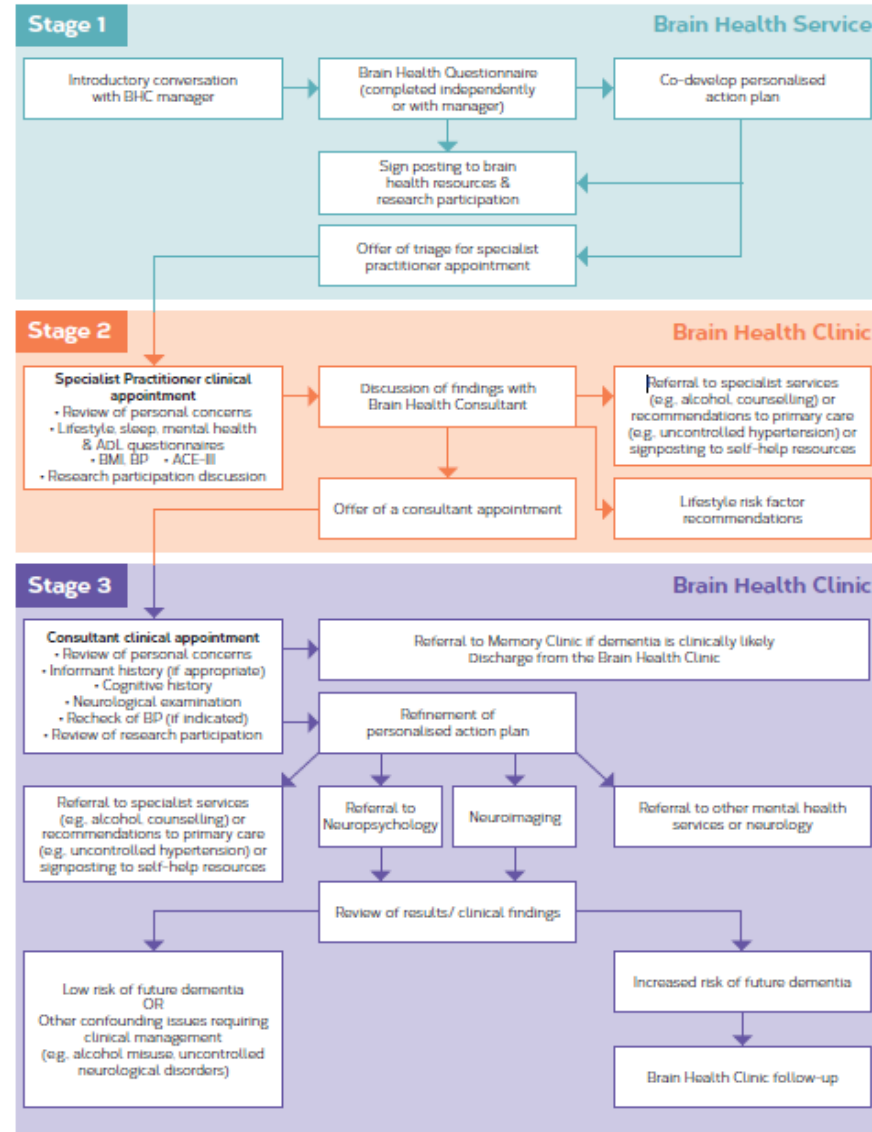 Stage 1
Brain Health Service
Introductory conversation
with BHC manager
Brain Health Questionnaire
(completed independently
or with manager)
Co-develop personalised
action plan
Sign posting to brain
health resources &
research participation
Offer of triage for specialist
practitioner appointment
Stage 2
Brain Health Clinic
Specialist Practitioner clinical
appointment
• Review of personal concerns
• Lifestyle, sleep, mental health
& ADL questionnaires
• BMI, BP • ACE-III
• Research participation discussion
Discussion of findings with
Brain Health Consultant
Referral to specialist services
(e.g., alcohol, counselling) or
recommendations to primary care
(e.g., uncontrolled hypertension) or
signposting to self-help resources
Offer of a consultant appointment
Lifestyle risk factor
recommendations
Stage 3
Brain Health Clinic
Consultant clinical appointment
• Review of personal concerns
• Informant history (if appropriate)
• Cognitive history
• Neurological examination
• Recheck of BP (if indicated)
• Review of research participation
Referral to Memory Clinic if dementia is clinically likely
Discharge from the Brain Health Clinic
Refinement of
personalised action plan
Referral to specialist services
(e.g., alcohol, counselling) or
recommendations to primary care
(e.g., uncontrolled hypertension) or
signposting to self-help resources
Referral to
Neuropsychology
Neuroimaging
Referral to other mental health
services or neurology
Review of results/ clinical findings
Low risk of future dementia
OR
Other confounding issues requiring
clinical management
(e.g., alcohol misuse, uncontrolled
neurological disorders)
Increased risk of future dementia
Brain Health Clinic follow-up